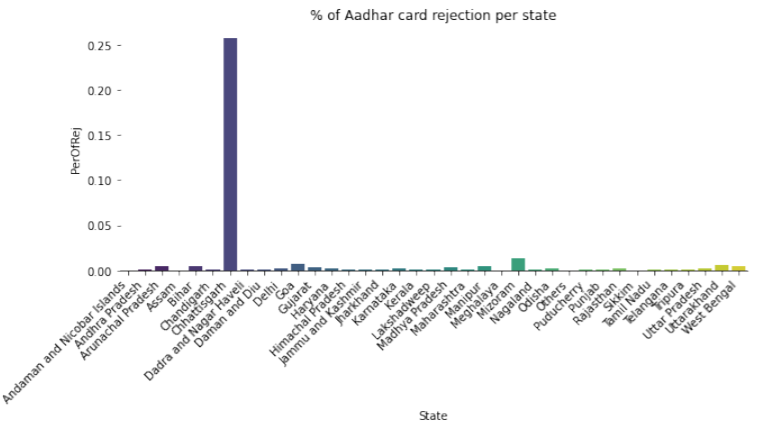 % of Aadhar card rejection per state
0.25
0.20
0.15
0.10
0.05
0.00
PerOfRej
Andaman and Nicobar Islands
Andhra Pradesh
Arunachal Pradesh
Assam
Bihar
Chandigarh
Chhattisgarh
Dadra and Nagar Haveli
Daman and Diu
Delhi
Goa
Gujarat
Haryana
Himachal Pradesh
Jammu and Kashmir
Jharkhand
Karnataka
Kerala
Lakshadweep
Madhya Pradesh
Maharashtra
Manipur
Meghalaya
Mizoram
Nagaland
Odisha
Others
Puducherry
Punjab
Rajasthan
Sikkim
Tamil Nadu
Telangana
Tripura
Uttar Pradesh
Uttarakhand
West Bengal
State